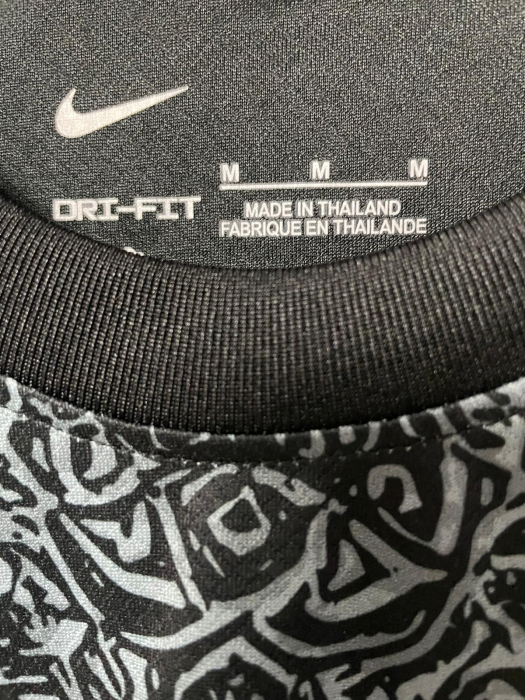 M M M
DRI-FIT
MADE IN THAILAND
FABRIQUE EN THAILANDE